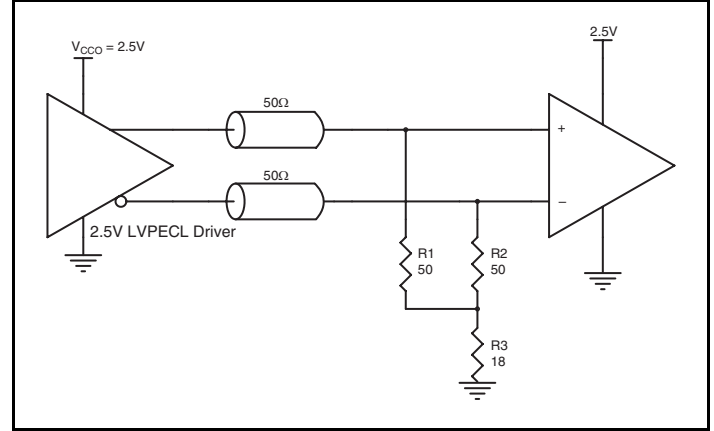 V_CCO = 2.5V
2.5V
50Ω
+
50Ω
−
2.5V LVPECL Driver
R1
50
R2
50
R3
18